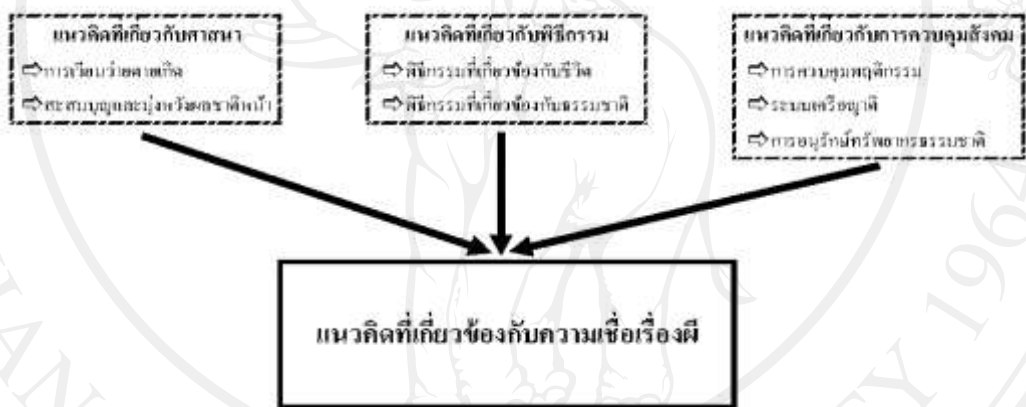 แนวคิดที่เกี่ยวกับศาสนา
⇨การเวียนว่ายตายเกิด
⇨สะสมบุญและมุ่งหวังผลชาติหน้า
แนวคิดที่เกี่ยวกับพิธีกรรม
⇨พิธีกรรมที่เกี่ยวข้องกับชีวิต
⇨พิธีกรรมที่เกี่ยวข้องกับธรรมชาติ
แนวคิดที่เกี่ยวกับการควบคุมสังคม
⇨การควบคุมพฤติกรรม
⇨ระบบเครือญาติ
⇨การอนุรักษ์ทรัพยากรธรรมชาติ
แนวคิดที่เกี่ยวข้องกับความเชื่อเรื่องผี
1964